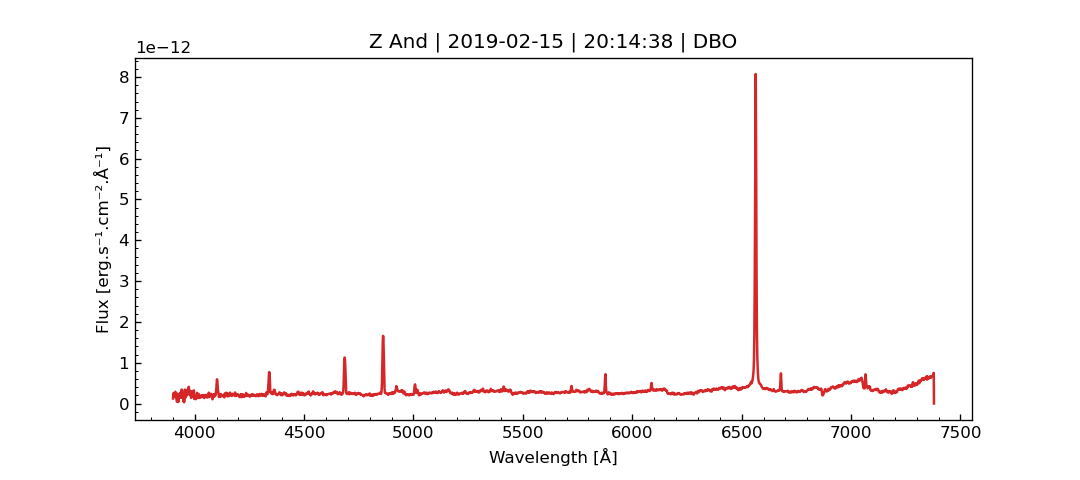 Z And | 2019-02-15 | 20:14:38 | DBO
1e−12
8
7
6
5
4
3
2
1
0
Flux [erg.s⁻¹.cm⁻².Å⁻¹]
4000 4500 5000 5500 6000 6500 7000 7500
Wavelength [Å]